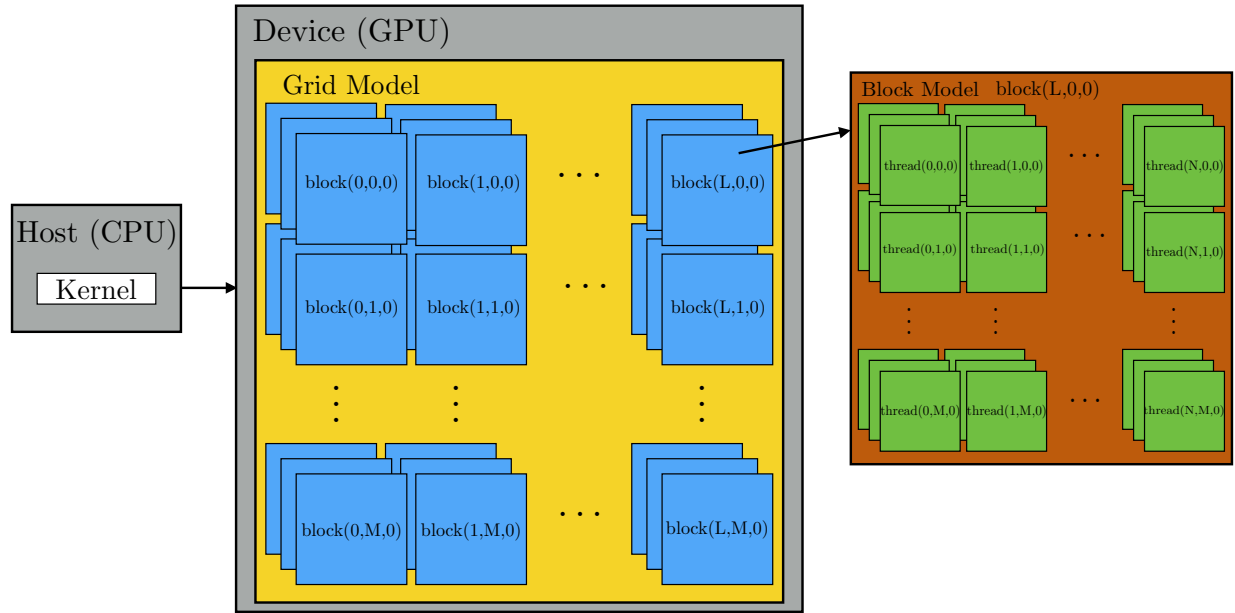 Device (GPU)
Grid Model
block(0,0,0) block(1,0,0) . . . block(L,0,0)
block(0,1,0) block(1,1,0) . . . block(L,1,0)
block(0,M,0) block(1,M,0) . . . block(L,M,0)
Host (CPU)
Kernel
Block Model block(L,0,0)
thread(0,0,0) thread(1,0,0) . . . thread(N,0,0)
thread(0,1,0) thread(1,1,0) . . . thread(N,1,0)
thread(0,M,0) thread(1,M,0) . . . thread(N,M,0)